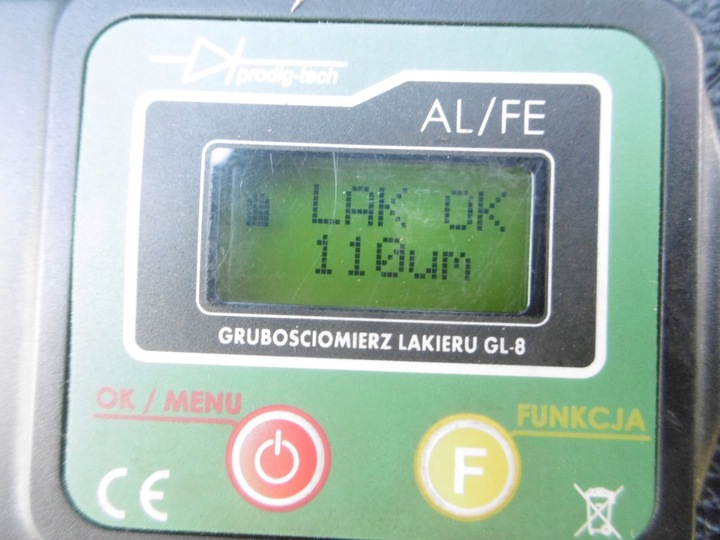 prodig-tech
AL/FE
LAK OK
110um
GRUBOSCIOMIERZ LAKIERU GL-8
OK / MENU
FUNKCJA
F
CE